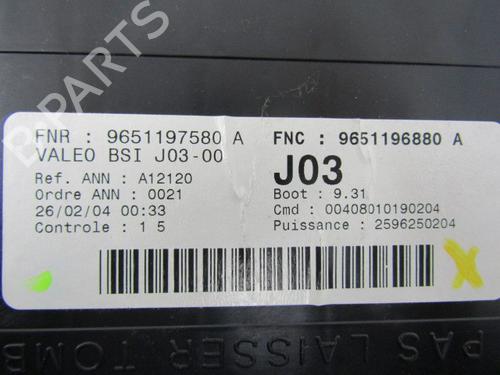 B-PARTS
FNR : 9651197580 A
FNC : 9651196880 A
VALEO BSI J03-00
J03
Ref. ANN : A12120
Boot : 9.31
Ordre ANN : 0021
Cmd : 00408010190204
26/02/04 00:33
Puissance : 2596250204
Controle : 1 5
X
PAS LAISSER TOMB